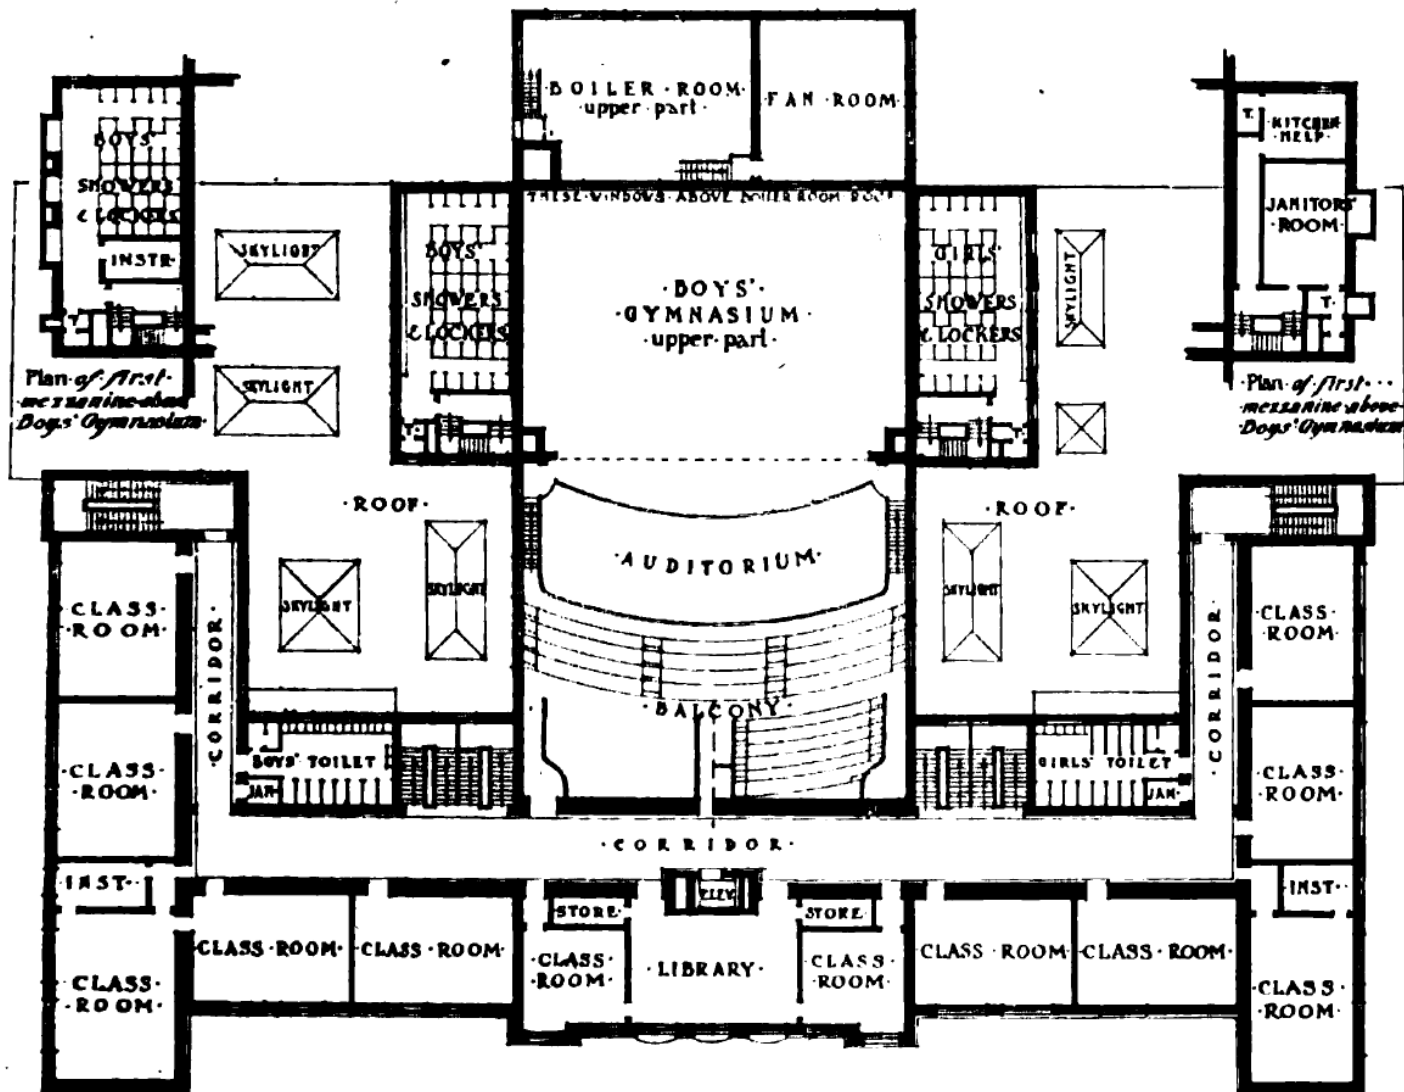 ·BOILER·ROOM
·upper·part·
·FAN·ROOM·
THESE·WINDOWS·ABOVE·BOILER·ROOM·ROOF
BOYS'
SHOWERS
& LOCKERS
INSTR·
T.
Plan of first
mezzanine above
Boys' Gymnasium
SKYLIGHT
SKYLIGHT
BOYS'
SHOWERS
& LOCKERS
T.
·BOYS'·
·GYMNASIUM
·upper·part·
GIRLS'
SHOWERS
& LOCKERS
T.
SKYLIGHT
T.
KITCHEN
HELP
JANITORS'
ROOM
T.
Plan of first
mezzanine above
Boys' Gymnasium
·ROOF·
SKYLIGHT
SKYLIGHT
·AUDITORIUM·
·BALCONY·
·ROOF·
SKYLIGHT
SKYLIGHT
·CLASS·
·ROOM·
·CORRIDOR·
·CLASS·
·ROOM·
BOYS'·TOILET
JAN·
GIRLS'·TOILET
JAN·
·CORRIDOR·
CLASS·
·ROOM·
·CLASS·
·ROOM·
·CORRIDOR·
INST·
·CLASS·
·ROOM·
CLASS·ROOM·
CLASS·ROOM·
·STORE·
·CLASS·
ROOM·
ELEV
·LIBRARY·
STORE
CLASS
ROOM·
CLASS·ROOM·
CLASS·ROOM·
INST·
·CLASS·
·ROOM·